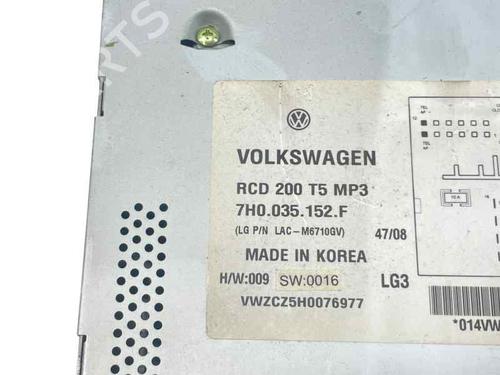 VOLKSWAGEN
RCD 200 T5 MP3
7H0.035.152.F
(LG P/N LAC-M6710GV) 47/08
MADE IN KOREA
H/W:009 SW:0016 LG3
VWZCZ5H0076977
*014VW
10A